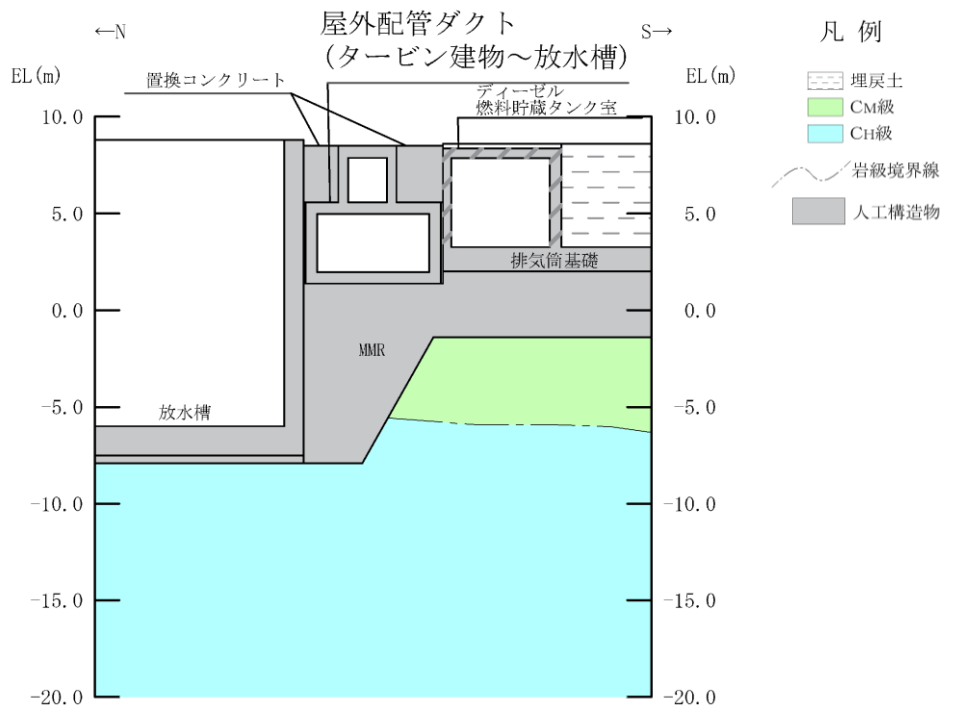 ←N
屋外配管ダクト
(タービン建物～放水槽)
S→
凡 例
EL(m)
置換コンクリート
EL(m)
ディーゼル
燃料貯蔵タンク室
埋戻土
CM級
CH級
岩級境界線
人工構造物
10.0
10.0
5.0
5.0
排気筒基礎
0.0
0.0
MMR
-5.0
放水槽
-5.0
-10.0
-10.0
-15.0
-15.0
-20.0
-20.0